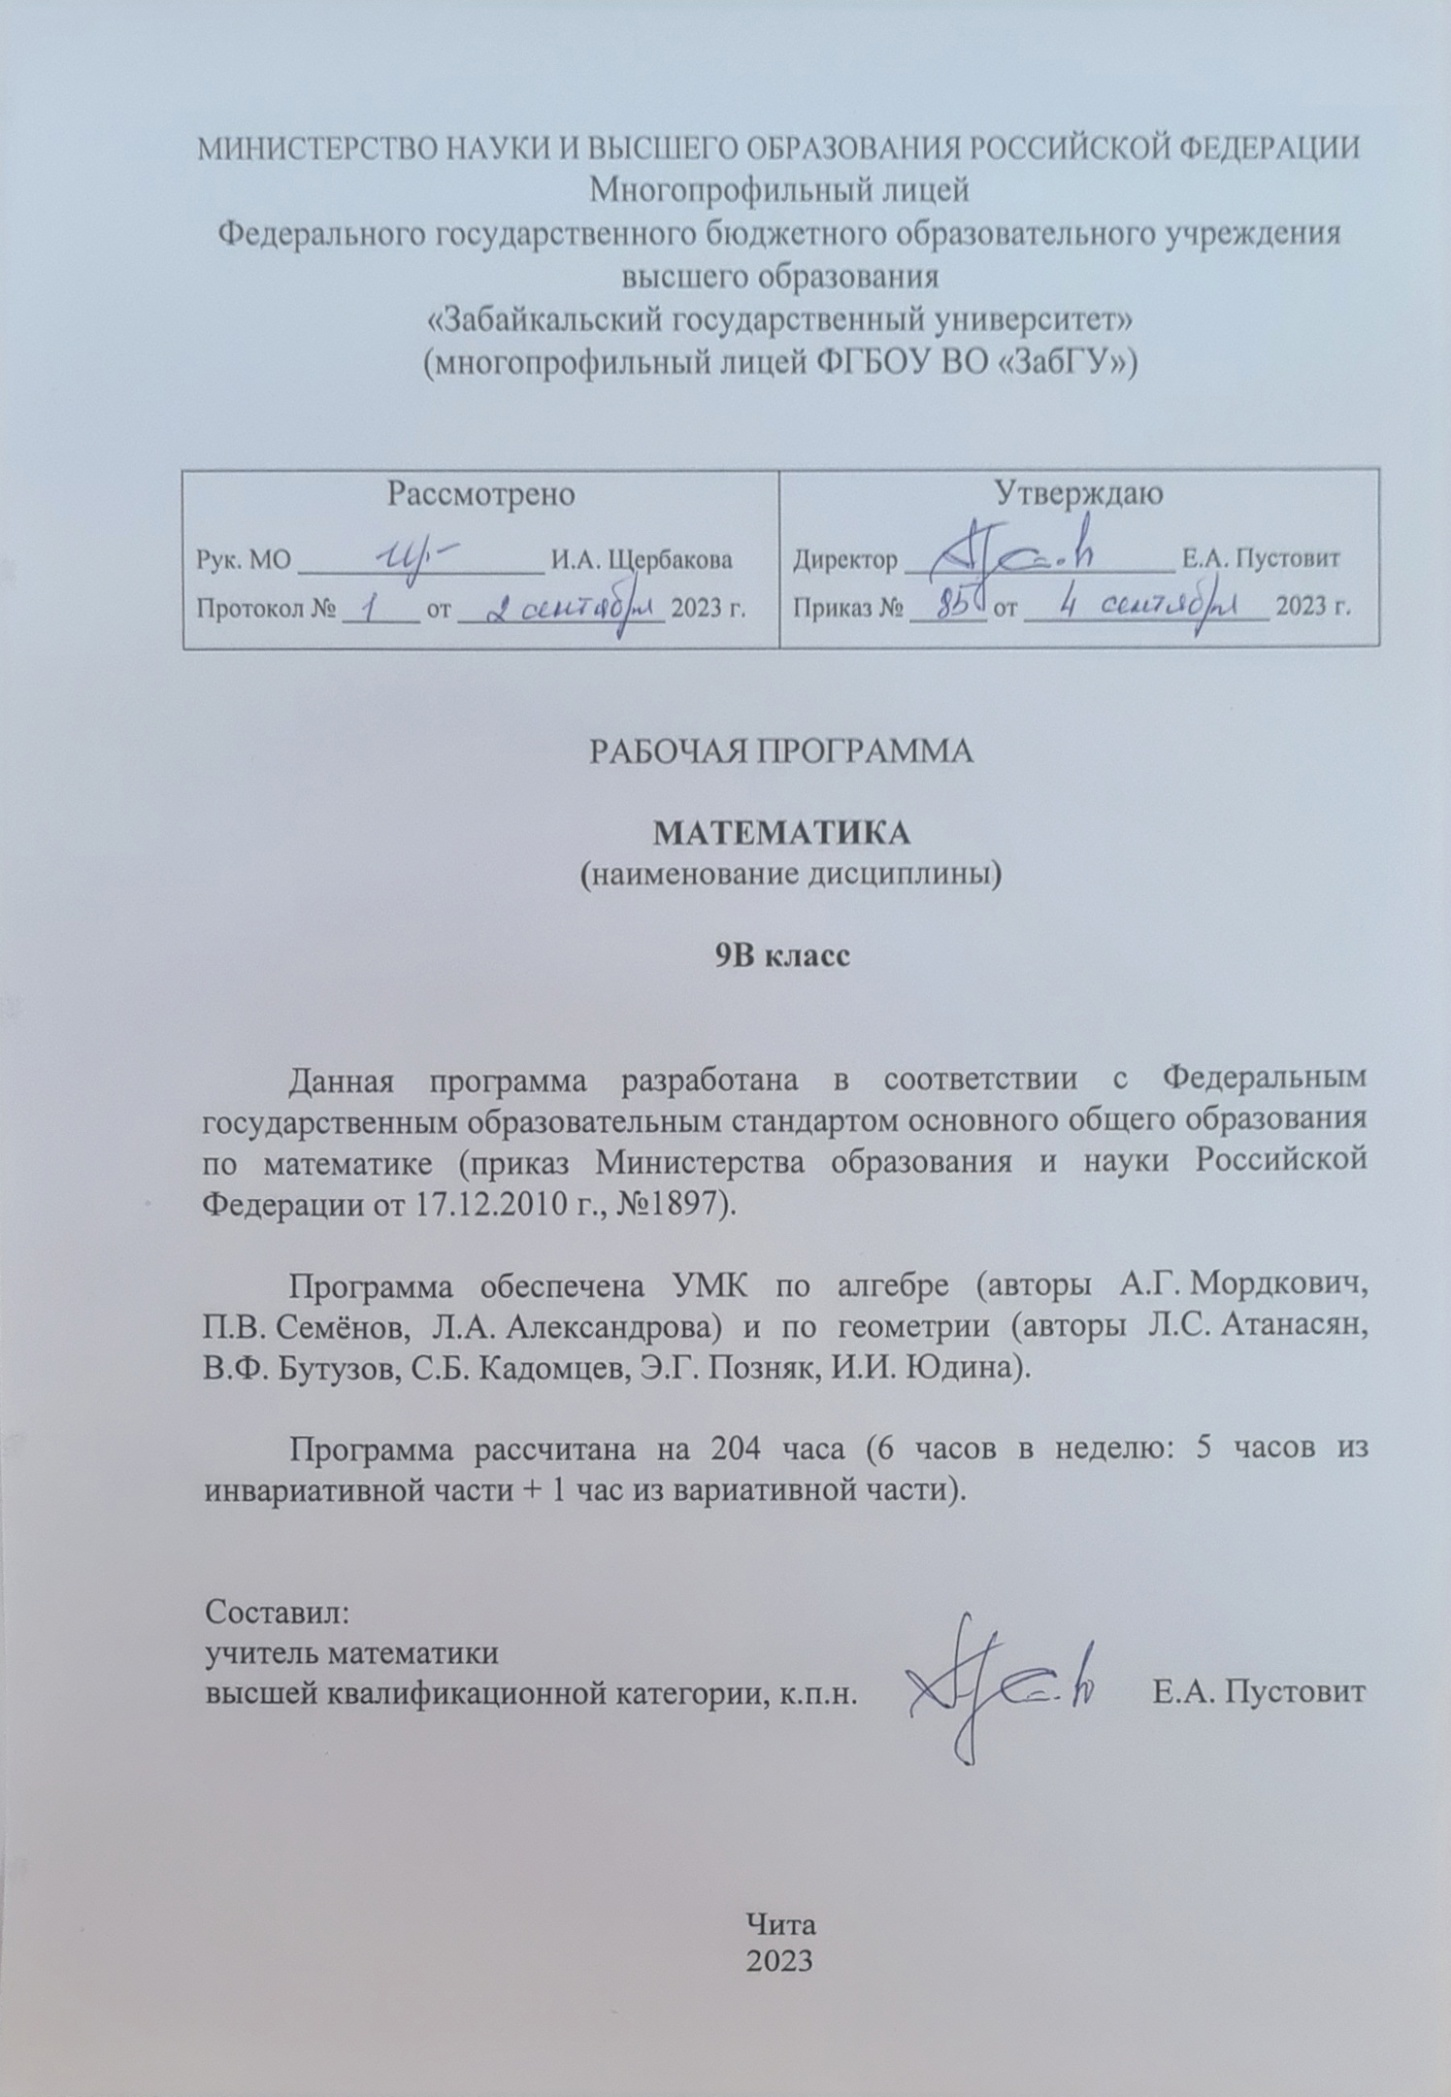 МИНИСТЕРСТВО НАУКИ И ВЫСШЕГО ОБРАЗОВАНИЯ РОССИЙСКОЙ ФЕДЕРАЦИИ
Многопрофильный лицей
Федерального государственного бюджетного образовательного учреждения
высшего образования
«Забайкальский государственный университет»
(многопрофильный лицей ФГБОУ ВО «ЗабГУ»)
Рассмотрено
Рук. МО И.А. Щербакова
Протокол № 1 от 2 сентября 2023 г.
Утверждаю
Директор Е.А. Пустовит
Приказ № от 4 сентября 2023 г.
РАБОЧАЯ ПРОГРАММА
МАТЕМАТИКА
(наименование дисциплины)
9В класс
Данная программа разработана в соответствии с Федеральным
государственным образовательным стандартом основного общего образования
по математике (приказ Министерства образования и науки Российской
Федерации от 17.12.2010 г., №1897).
Программа обеспечена УМК по алгебре (авторы А.Г. Мордкович,
П.В. Семёнов, Л.А. Александрова) и по геометрии (авторы Л.С. Атанасян,
В.Ф. Бутузов, С.Б. Кадомцев, Э.Г. Позняк, И.И. Юдина).
Программа рассчитана на 204 часа (6 часов в неделю: 5 часов из
инвариативной части + 1 час из вариативной части).
Составил:
учитель математики
высшей квалификационной категории, к.п.н. Е.А. Пустовит
Чита
2023